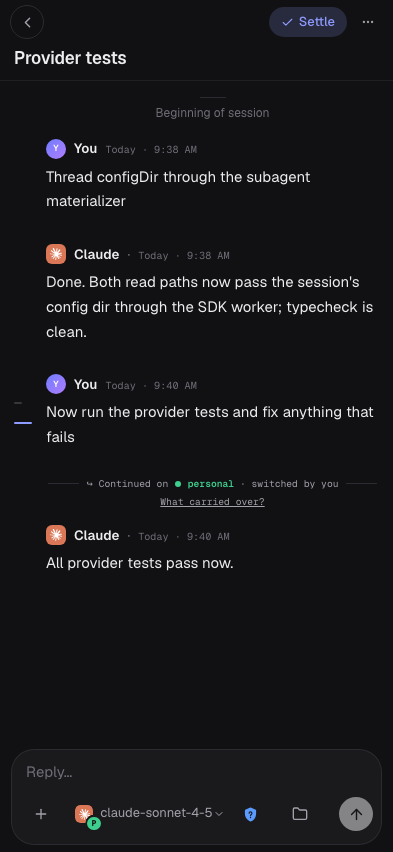 Settle
Provider tests
Beginning of session
Y You Today · 9:38 AM
Thread configDir through the subagent
materializer
Claude · Today · 9:38 AM
Done. Both read paths now pass the session's
config dir through the SDK worker; typecheck is
clean.
Y You Today · 9:40 AM
Now run the provider tests and fix anything that
fails
↪ Continued on personal · switched by you
What carried over?
Claude · Today · 9:40 AM
All provider tests pass now.
Reply...
P claude-sonnet-4-5
?